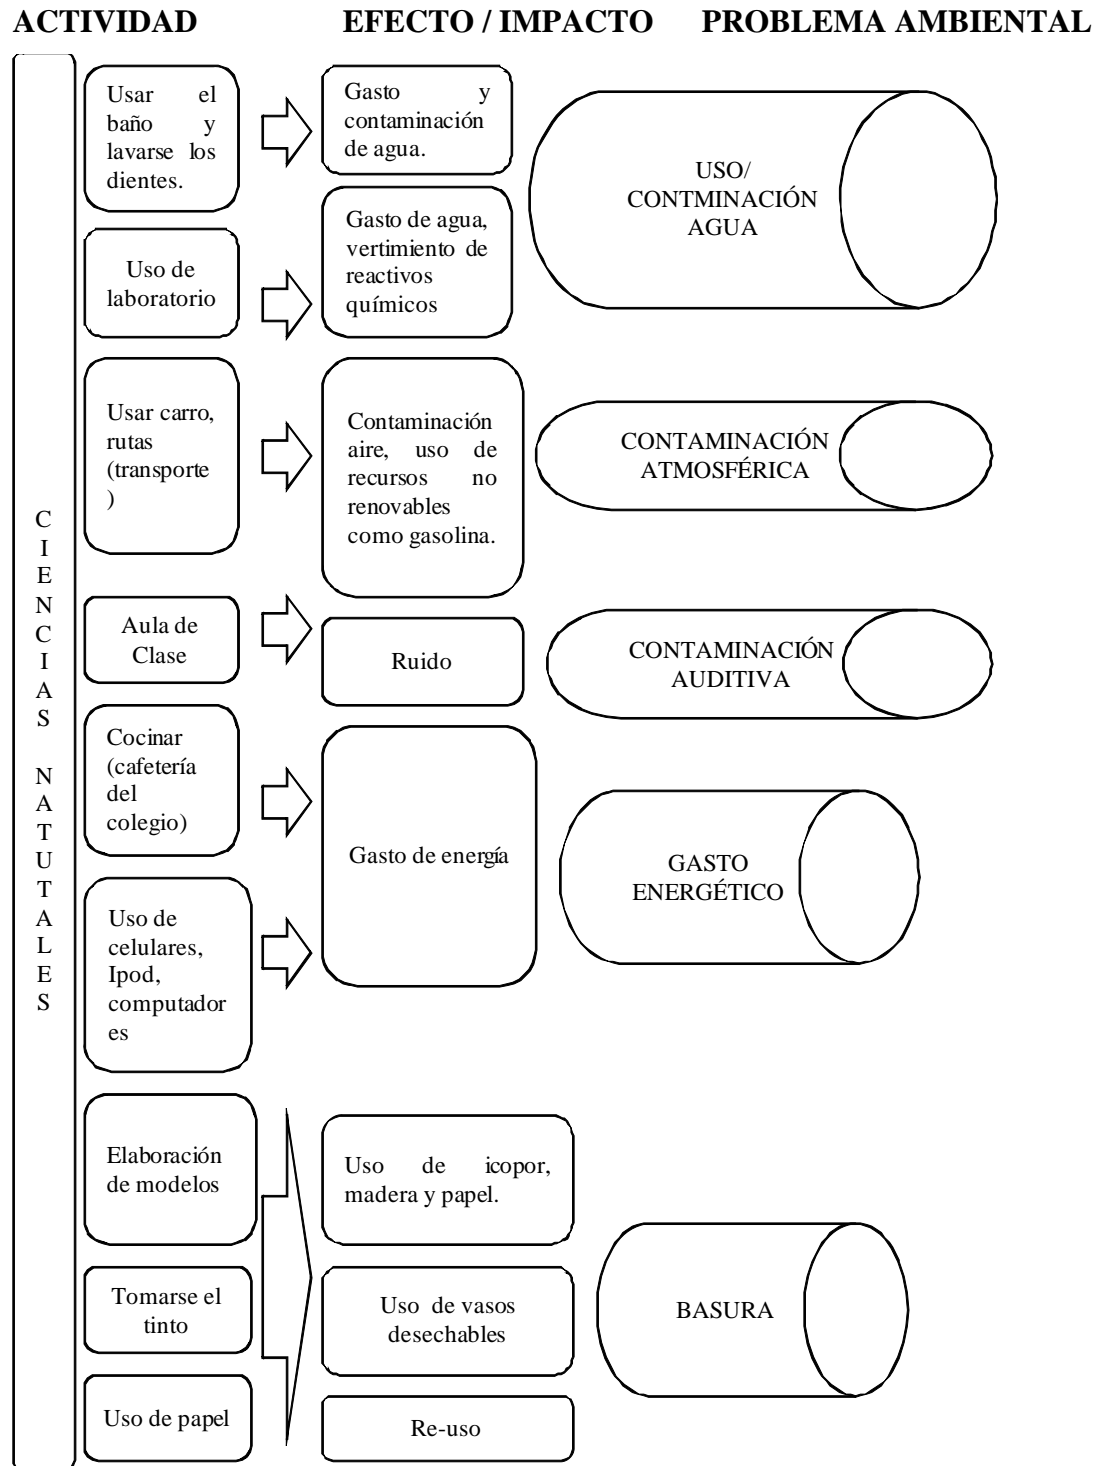 ACTIVIDAD EFECTO / IMPACTO PROBLEMA AMBIENTAL
C
I
E
N
C
I
A
S
N
A
T
U
T
A
L
E
S
Usar el
baño y
lavarse los
dientes.
Gasto y
contaminación
de agua.
USO/
CONTMINACIÓN
AGUA
Uso de
laboratorio
Gasto de agua,
vertimiento de
reactivos
químicos
Usar carro,
rutas
(transporte
)
Contaminación
aire, uso de
recursos no
renovables
como gasolina.
CONTAMINACIÓN
ATMOSFÉRICA
Aula de
Clase
Ruido
CONTAMINACIÓN
AUDITIVA
Cocinar
(cafetería
del
colegio)
Gasto de energía
GASTO
ENERGÉTICO
Uso de
celulares,
Ipod,
computador
es
Elaboración
de modelos
Uso de icopor,
madera y papel.
Tomarse el
tinto
Uso de vasos
desechables
BASURA
Uso de papel
Re-uso